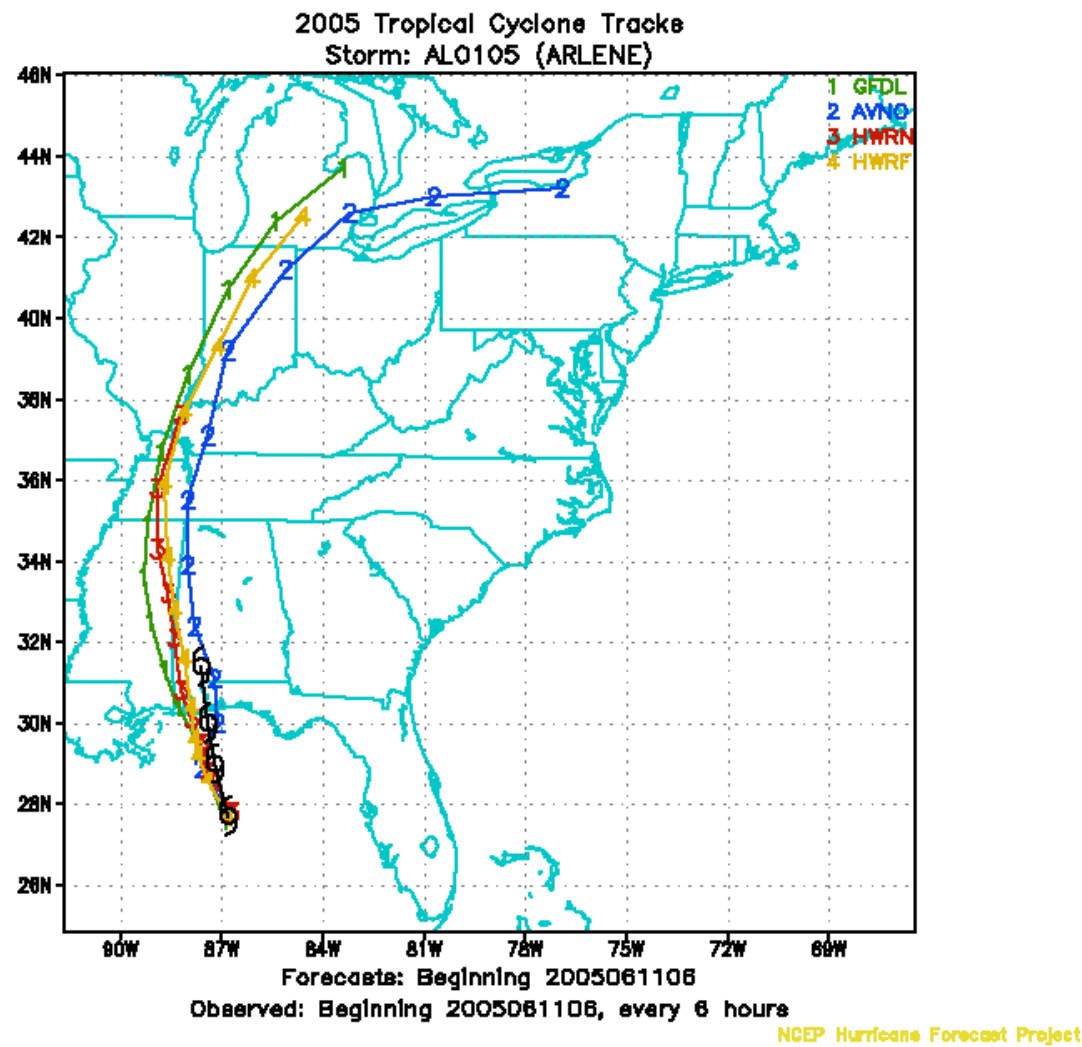 2005 Tropical Cyclone Tracks
Storm: AL0105 (ARLENE)
46N
44N
42N
40N
38N
36N
34N
32N
30N
28N
26N
1 GFDL
2 AVNO
3 HWRN
4 HWRF
90W 87W 84W 81W 78W 75W 72W 69W
Forecasts: Beginning 2005061106
Observed: Beginning 2005061106, every 6 hours
NCEP Hurricane Forecast Project